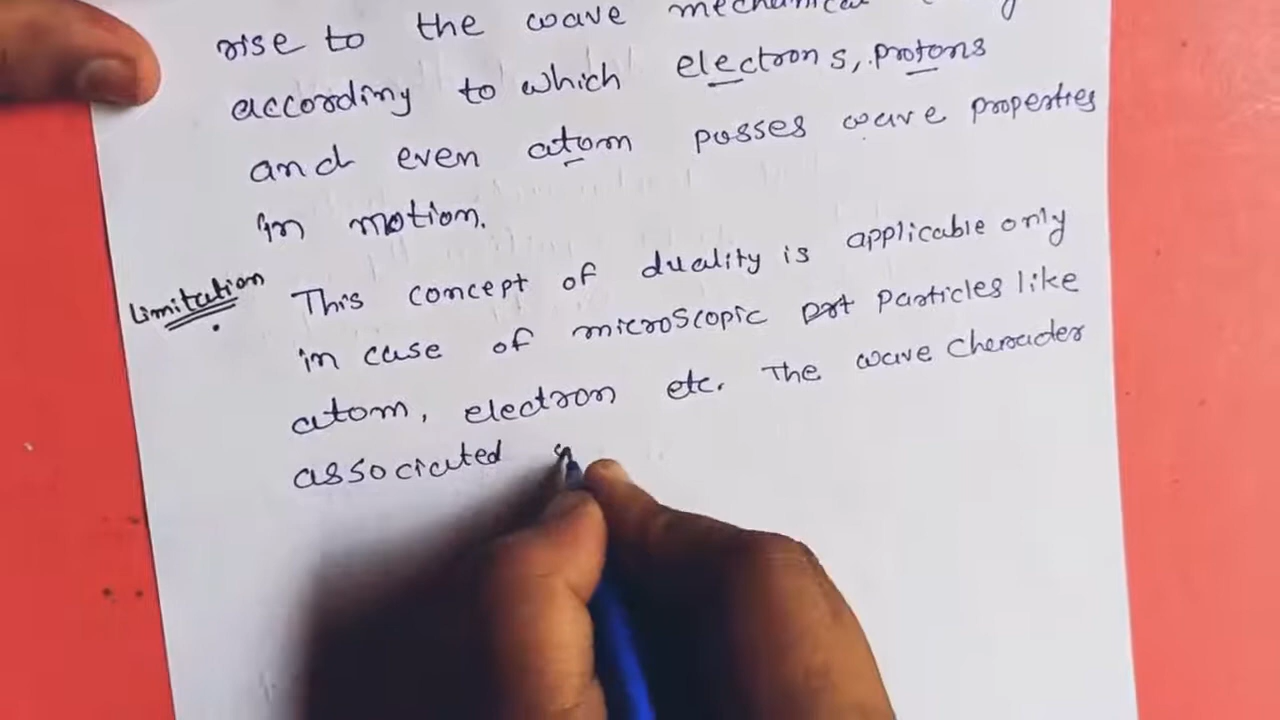 rise to the wave mechanical
according to which electrons, protons
and even atom posses wave properties
in motion.
limitation
This concept of duality is applicable only
in case of microscopic part Particles like
atom, electron etc. The wave cherader
associated